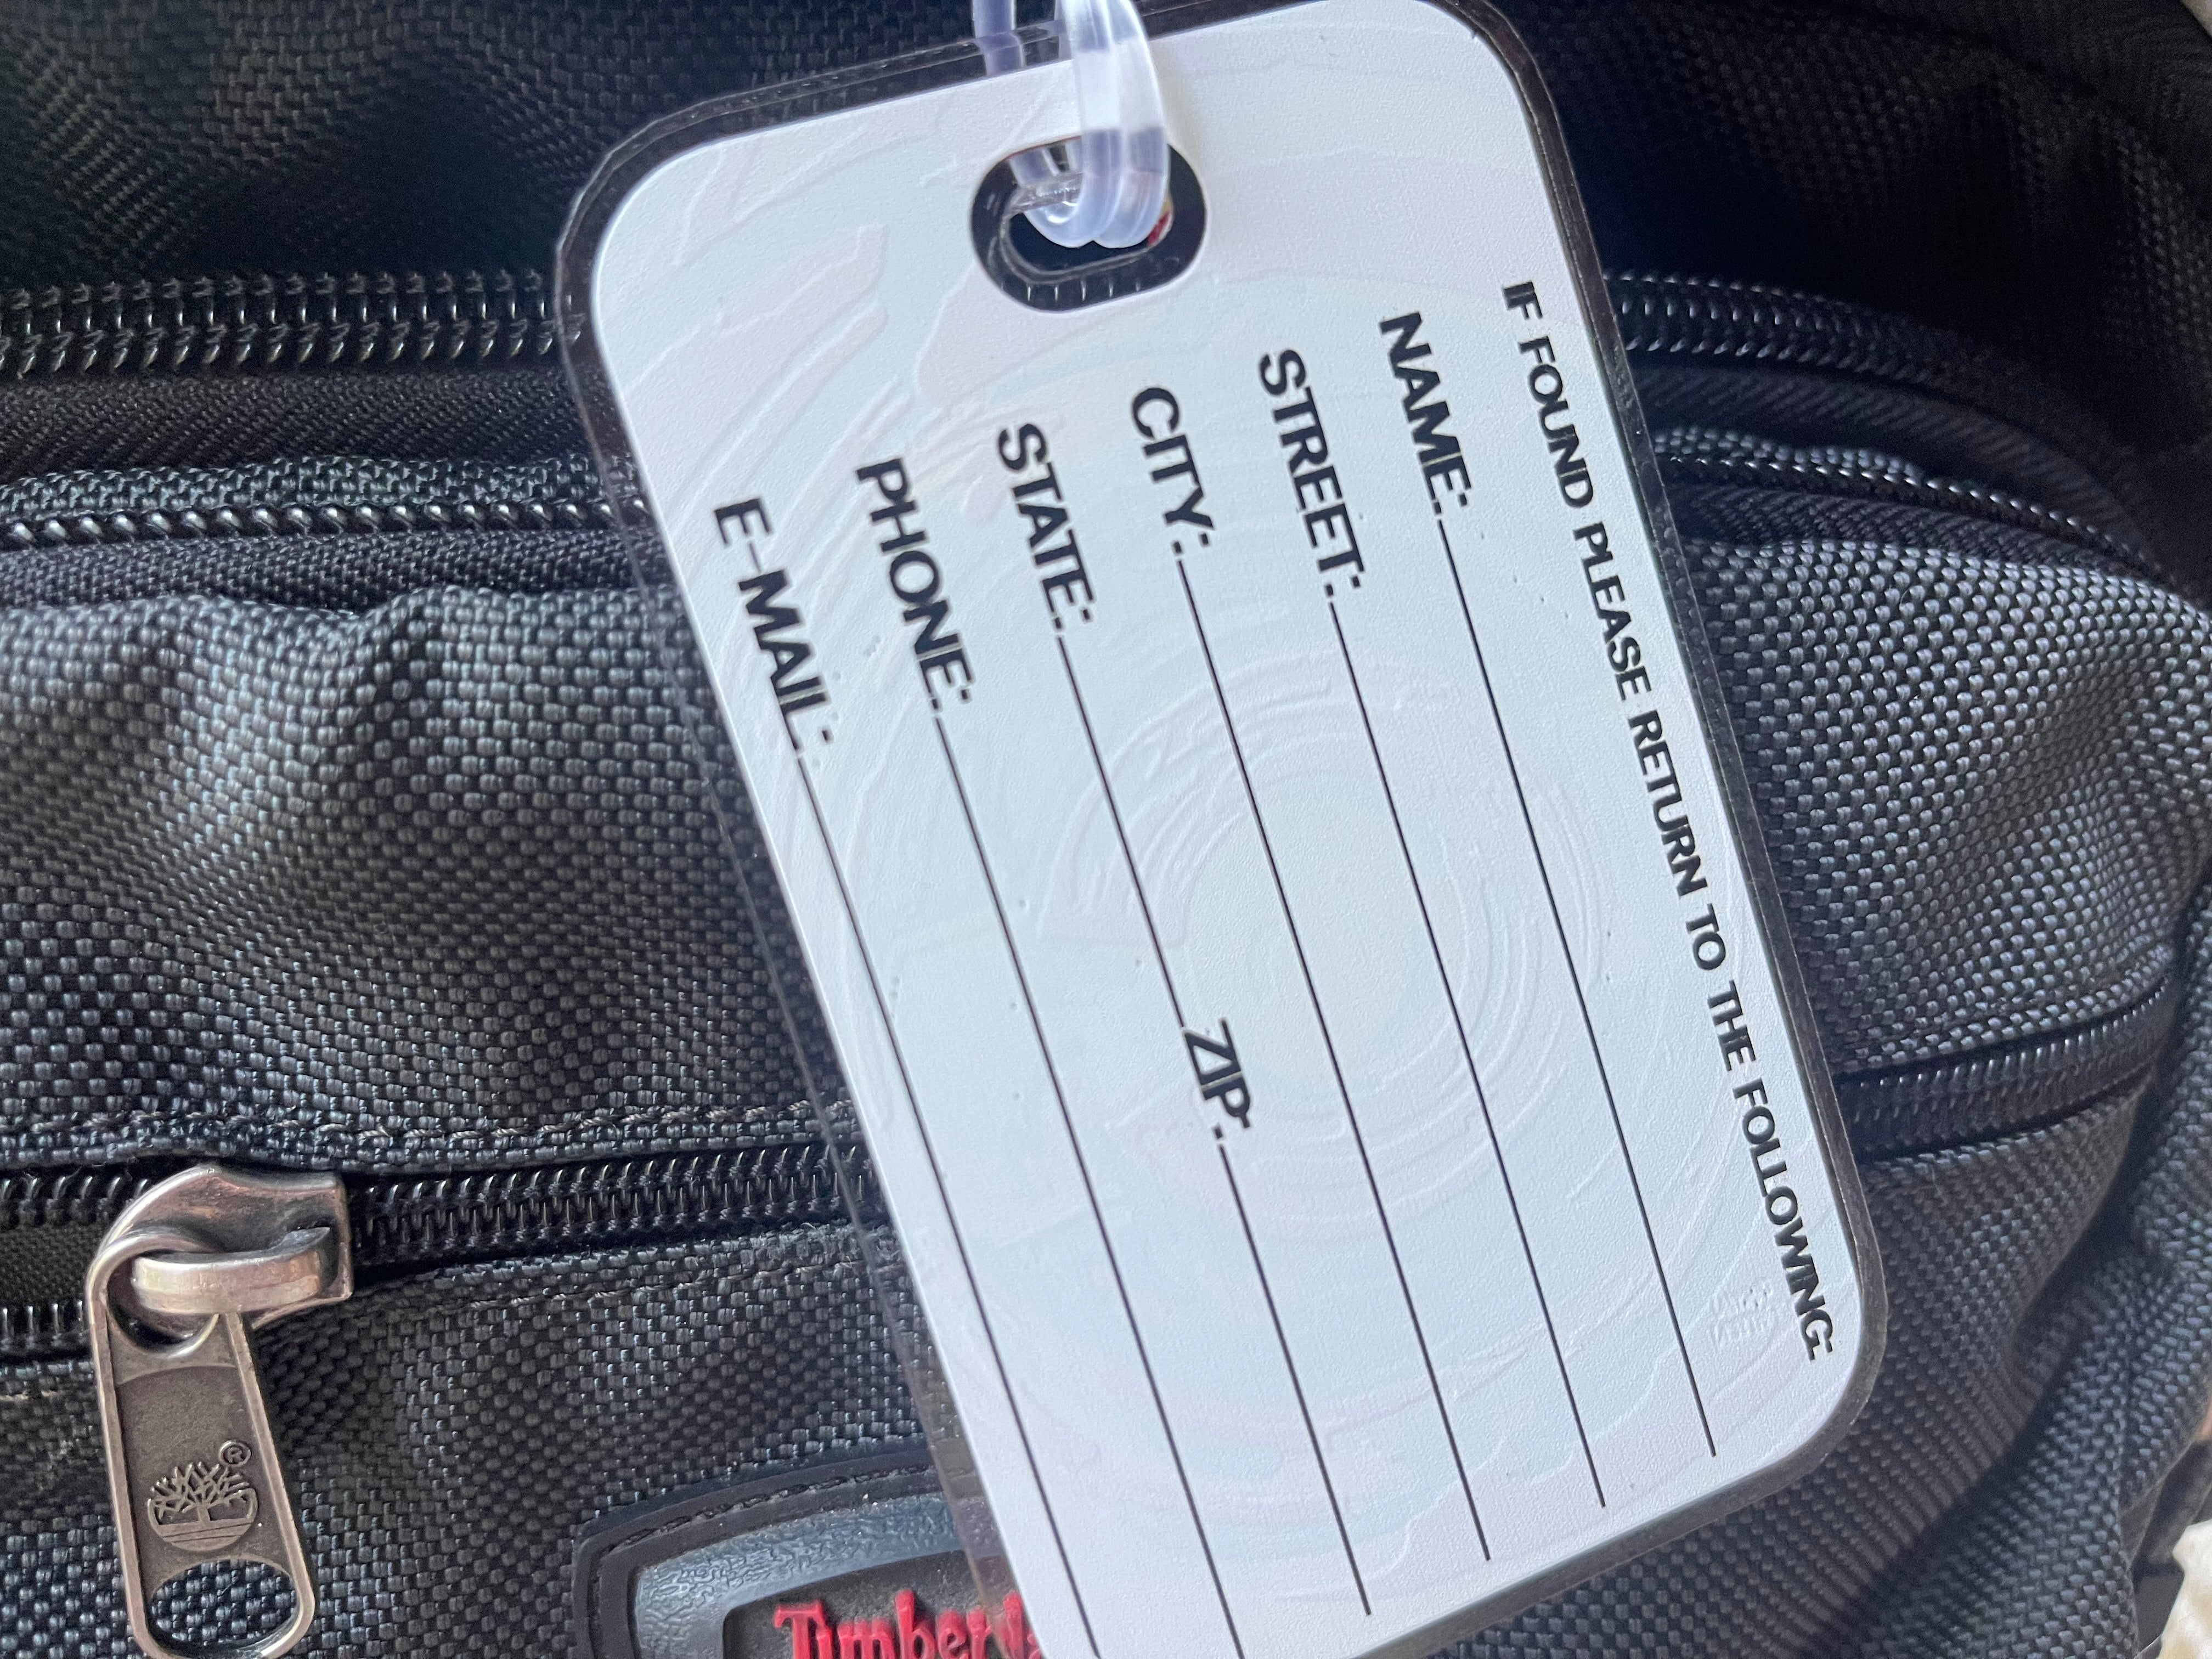 IF FOUND PLEASE RETURN TO THE FOLLOWING:
NAME:
STREET:
CITY:
STATE: ZIP:
PHONE:
E-MAIL:
®